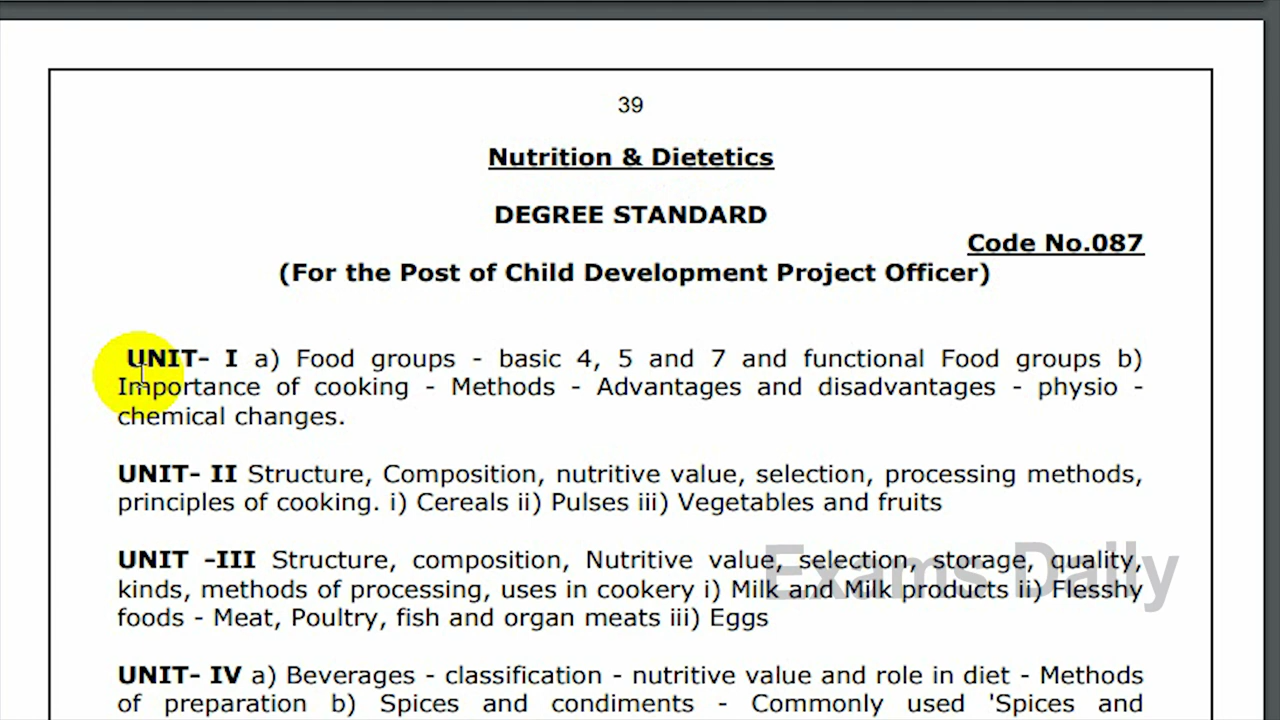 39
Nutrition & Dietetics
DEGREE STANDARD
Code No.087
(For the Post of Child Development Project Officer)
UNIT- I a) Food groups - basic 4, 5 and 7 and functional Food groups b)
Importance of cooking - Methods - Advantages and disadvantages - physio -
chemical changes.
UNIT- II Structure, Composition, nutritive value, selection, processing methods,
principles of cooking. i) Cereals ii) Pulses iii) Vegetables and fruits
UNIT -III Structure, composition, Nutritive value, selection, storage, quality,
kinds, methods of processing, uses in cookery i) Milk and Milk products ii) Flesshy
foods - Meat, Poultry, fish and organ meats iii) Eggs
Exams Daily
UNIT- IV a) Beverages - classification - nutritive value and role in diet - Methods
of preparation b) Spices and condiments - Commonly used 'Spices and